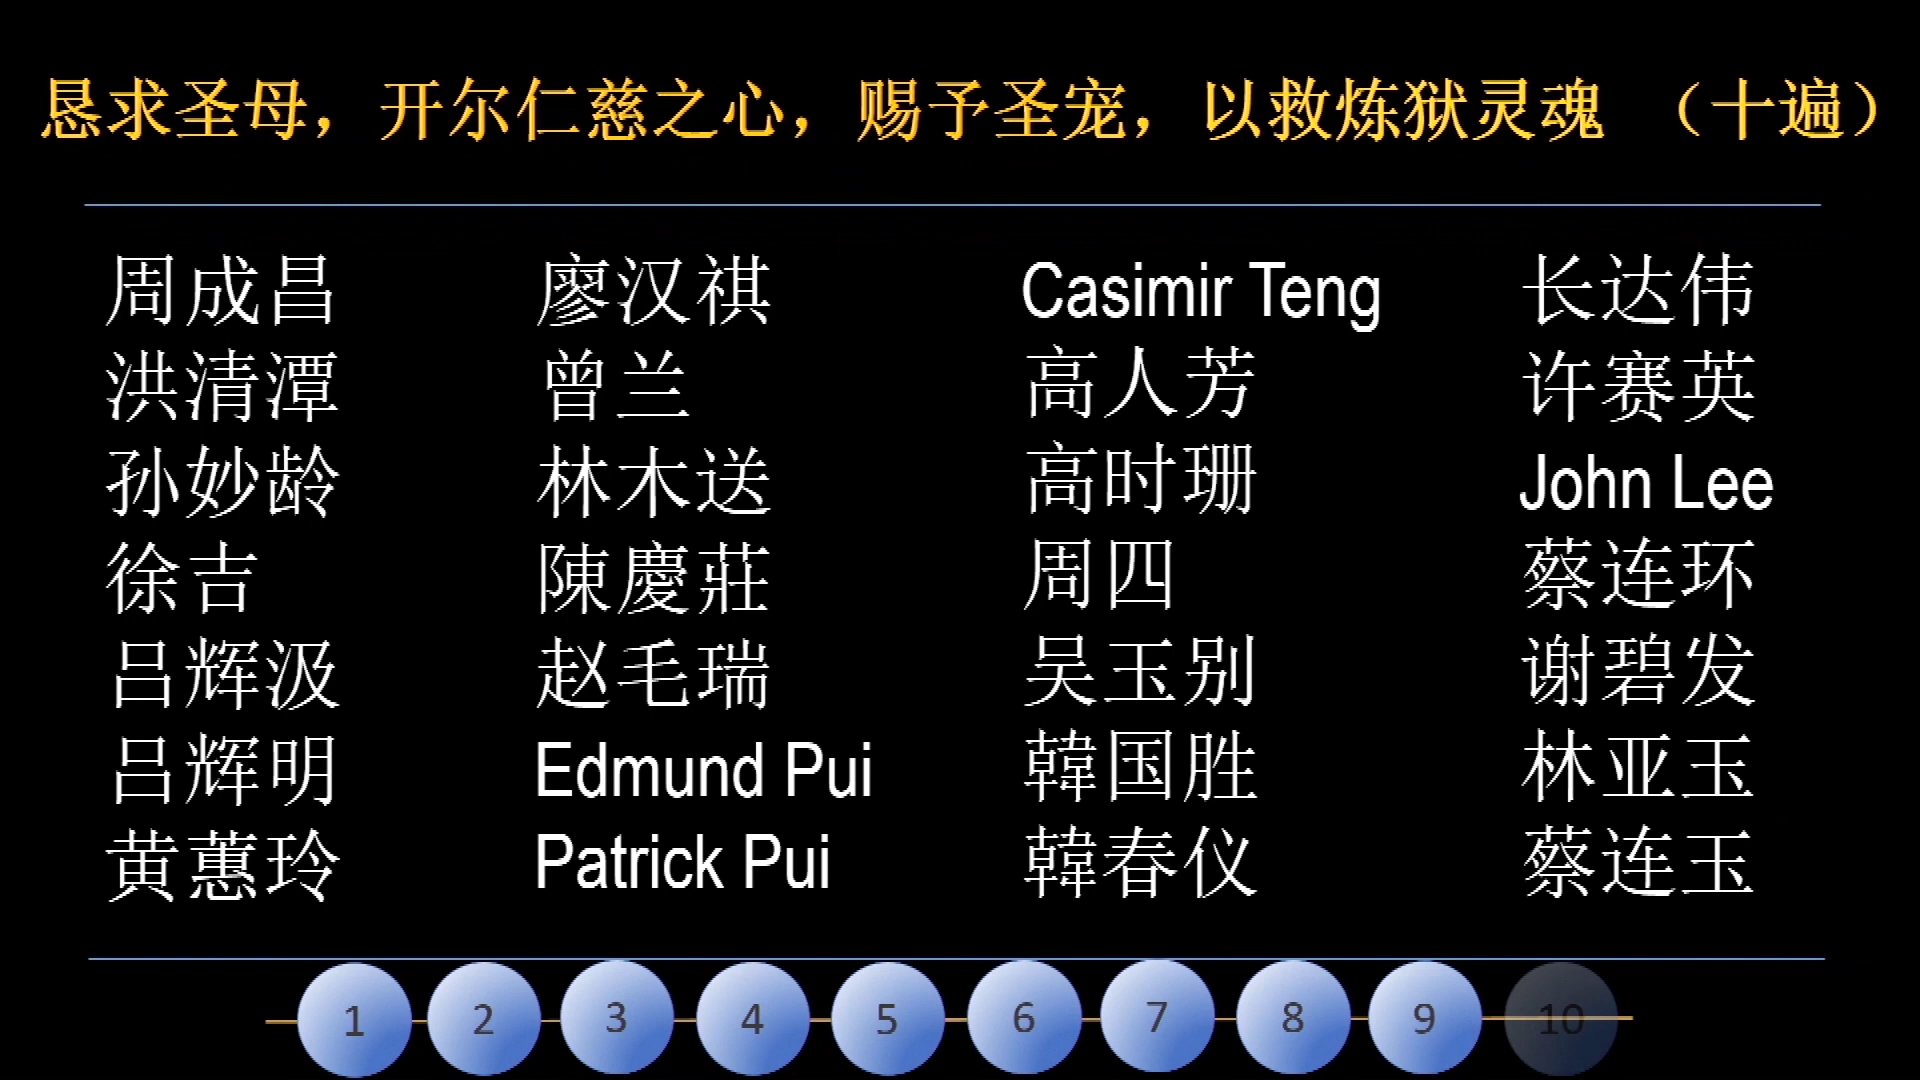 恳求圣母，开尔仁慈之心，赐予圣宠，以救炼狱灵魂 （十遍）
周成昌 廖汉祺 Casimir Teng 长达伟
洪清潭 曾兰 高人芳 许赛英
孙妙龄 林木送 高时珊 John Lee
徐吉 陳慶莊 周四 蔡连环
吕辉汲 赵毛瑞 吴玉别 谢碧发
吕辉明 Edmund Pui 韓国胜 林亚玉
黄蕙玲 Patrick Pui 韓春仪 蔡连玉
1 2 3 4 5 6 7 8 9 10